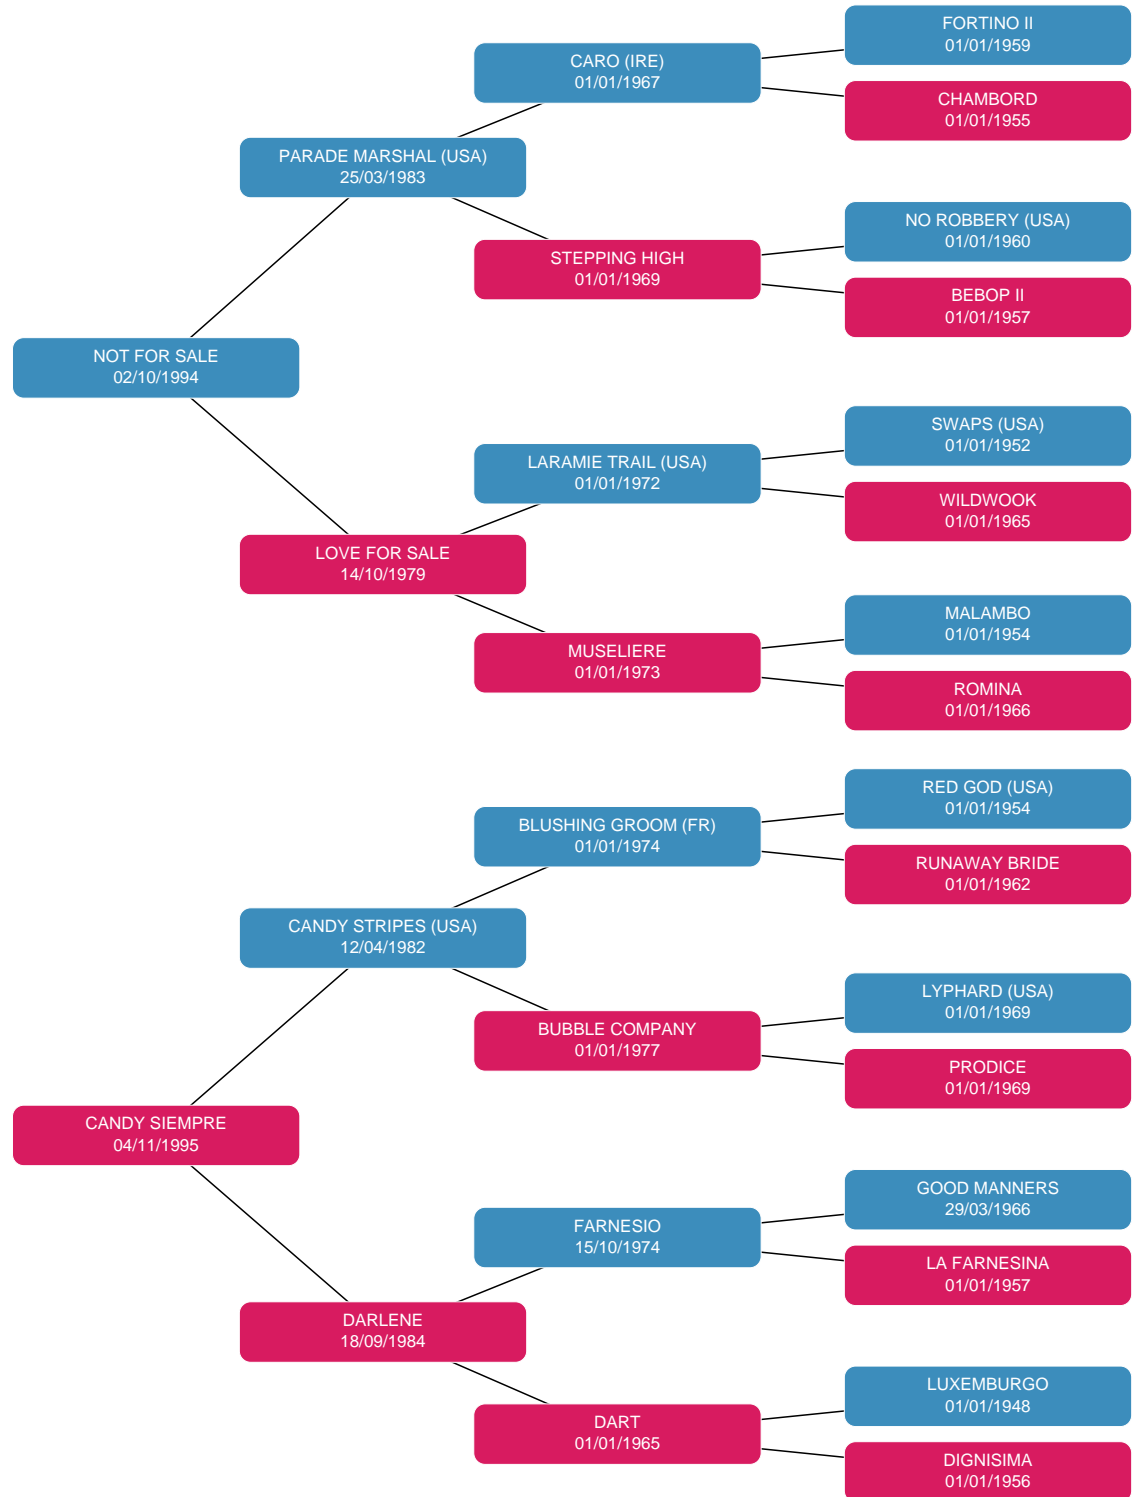 FORTINO II
01/01/1959
CARO (IRE)
01/01/1967
CHAMBORD
01/01/1955
PARADE MARSHAL (USA)
25/03/1983
NO ROBBERY (USA)
01/01/1960
STEPPING HIGH
01/01/1969
BEBOP II
01/01/1957
NOT FOR SALE
02/10/1994
SWAPS (USA)
01/01/1952
LARAMIE TRAIL (USA)
01/01/1972
WILDWOOK
01/01/1965
LOVE FOR SALE
14/10/1979
MALAMBO
01/01/1954
MUSELIERE
01/01/1973
ROMINA
01/01/1966
RED GOD (USA)
01/01/1954
BLUSHING GROOM (FR)
01/01/1974
RUNAWAY BRIDE
01/01/1962
CANDY STRIPES (USA)
12/04/1982
LYPHARD (USA)
01/01/1969
BUBBLE COMPANY
01/01/1977
PRODICE
01/01/1969
CANDY SIEMPRE
04/11/1995
GOOD MANNERS
29/03/1966
FARNESIO
15/10/1974
LA FARNESINA
01/01/1957
DARLENE
18/09/1984
LUXEMBURGO
01/01/1948
DART
01/01/1965
DIGNISIMA
01/01/1956